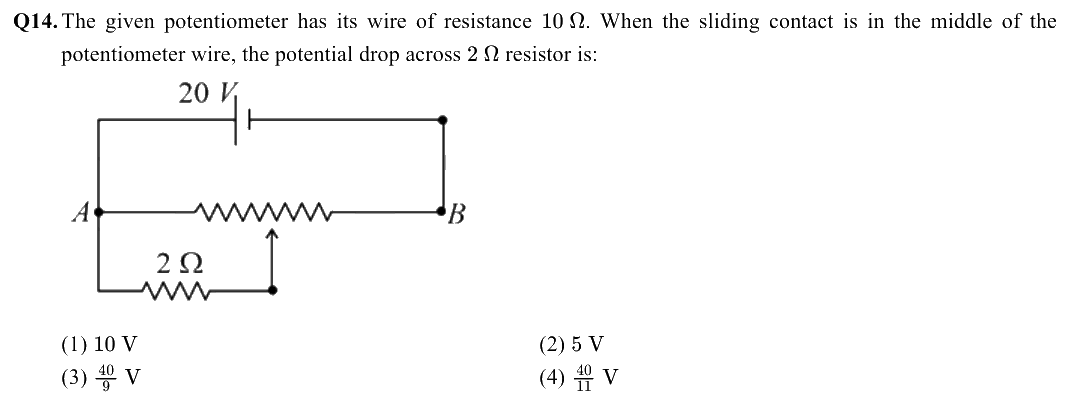 Q14. The given potentiometer has its wire of resistance 10 Ω. When the sliding contact is in the middle of the
potentiometer wire, the potential drop across 2 Ω resistor is:
20 V
A
B
2 Ω
(1) 10 V (2) 5 V
(3) 40/9 V (4) 40/11 V